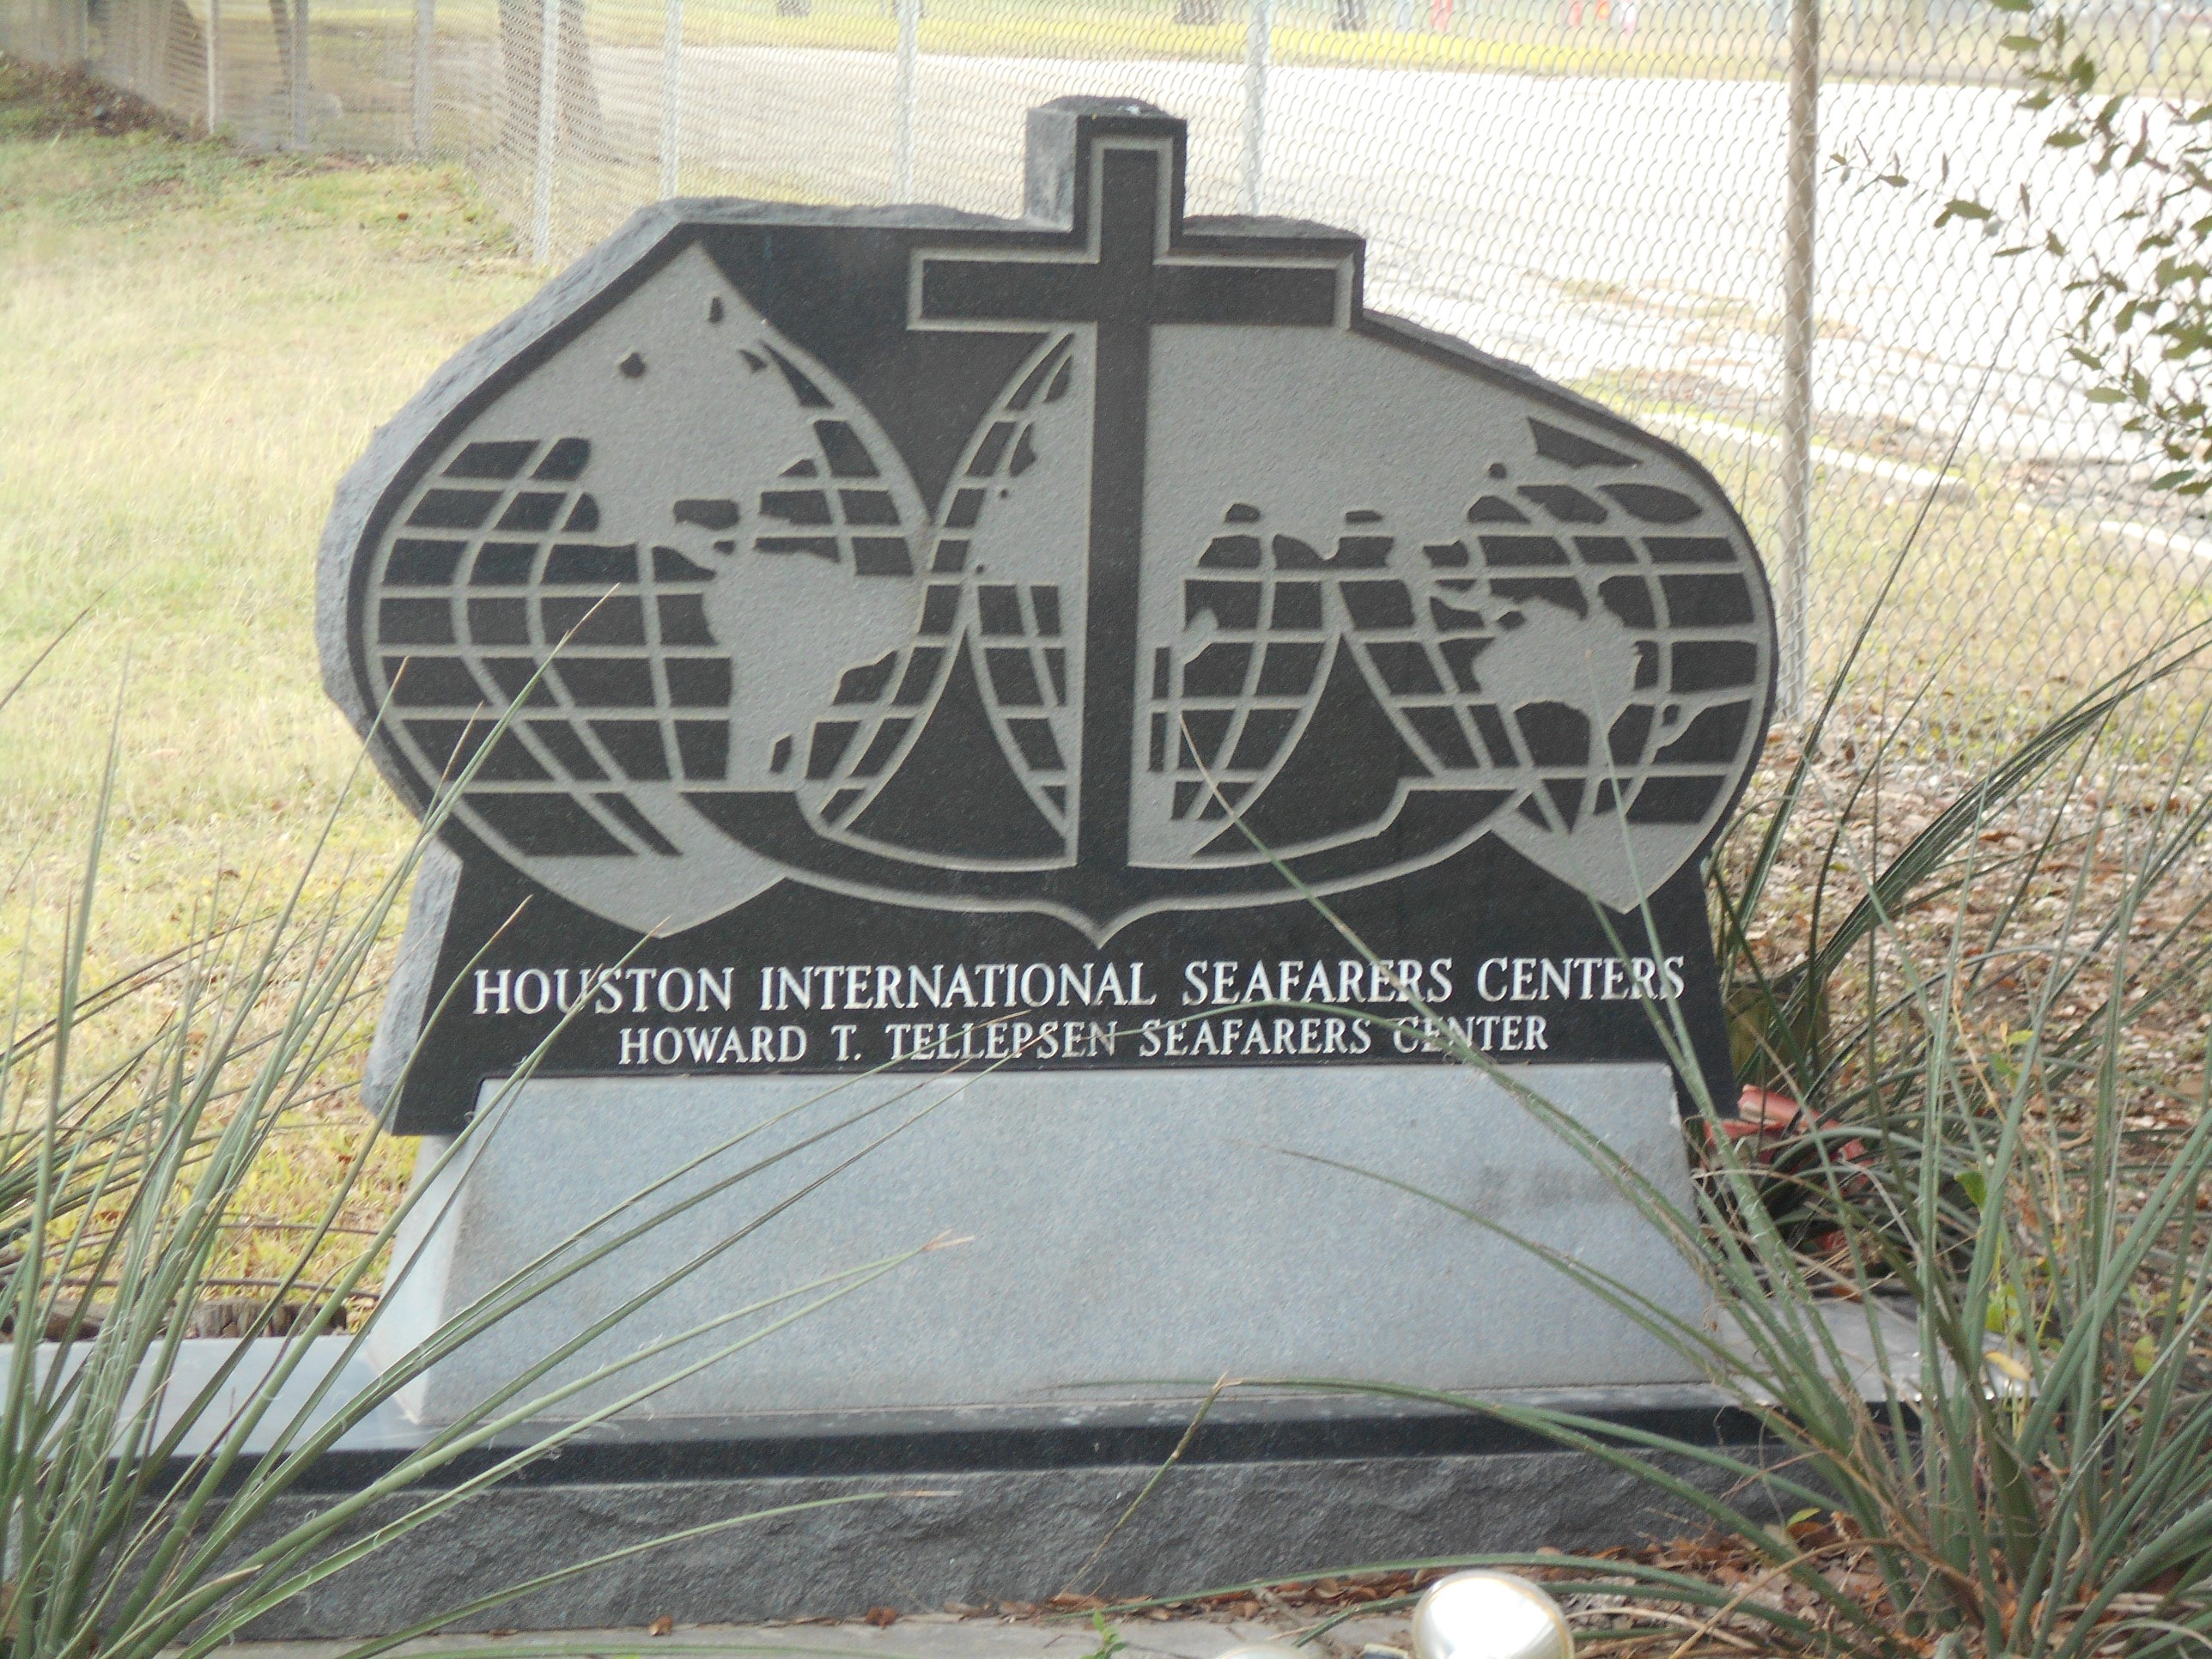 HOUSTON INTERNATIONAL SEAFARERS CENTERS
HOWARD T. TELLEPSEN SEAFARERS CENTER